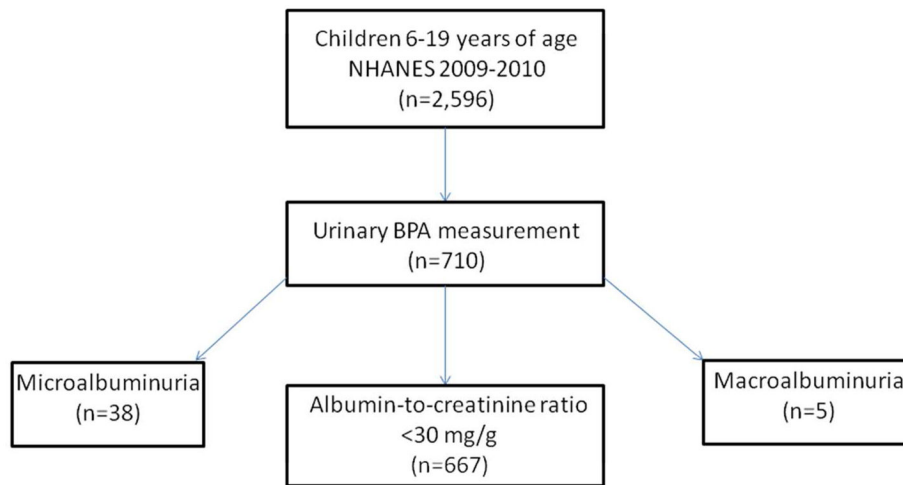 Children 6-19 years of age
NHANES 2009-2010
(n=2,596)
Urinary BPA measurement
(n=710)
Microalbuminuria
(n=38)
Albumin-to-creatinine ratio
<30 mg/g
(n=667)
Macroalbuminuria
(n=5)